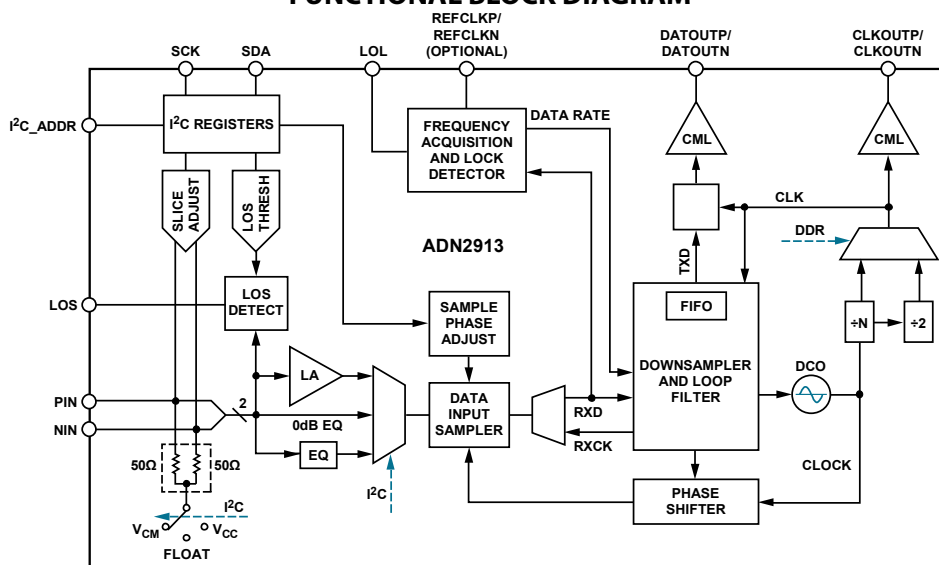 FUNCTIONAL BLOCK DIAGRAM
SCK
SDA
LOL
REFCLKP/
REFCLKN
(OPTIONAL)
DATOUTP/
DATOUTN
CLKOUTP/
CLKOUTN
I²C_ADDR
I²C REGISTERS
FREQUENCY
ACQUISITION
AND LOCK
DETECTOR
DATA RATE
CML
CML
SLICE
ADJUST
LOS
THRESH
CLK
DDR
TXD
ADN2913
LOS
LOS
DETECT
SAMPLE
PHASE
ADJUST
FIFO
÷N
÷2
LA
DOWNSAMPLER
AND LOOP
FILTER
DCO
PIN
NIN
2
0dB EQ
DATA
INPUT
SAMPLER
RXD
RXCK
EQ
50Ω
50Ω
I²C
CLOCK
PHASE
SHIFTER
I²C
VCM
VCC
FLOAT